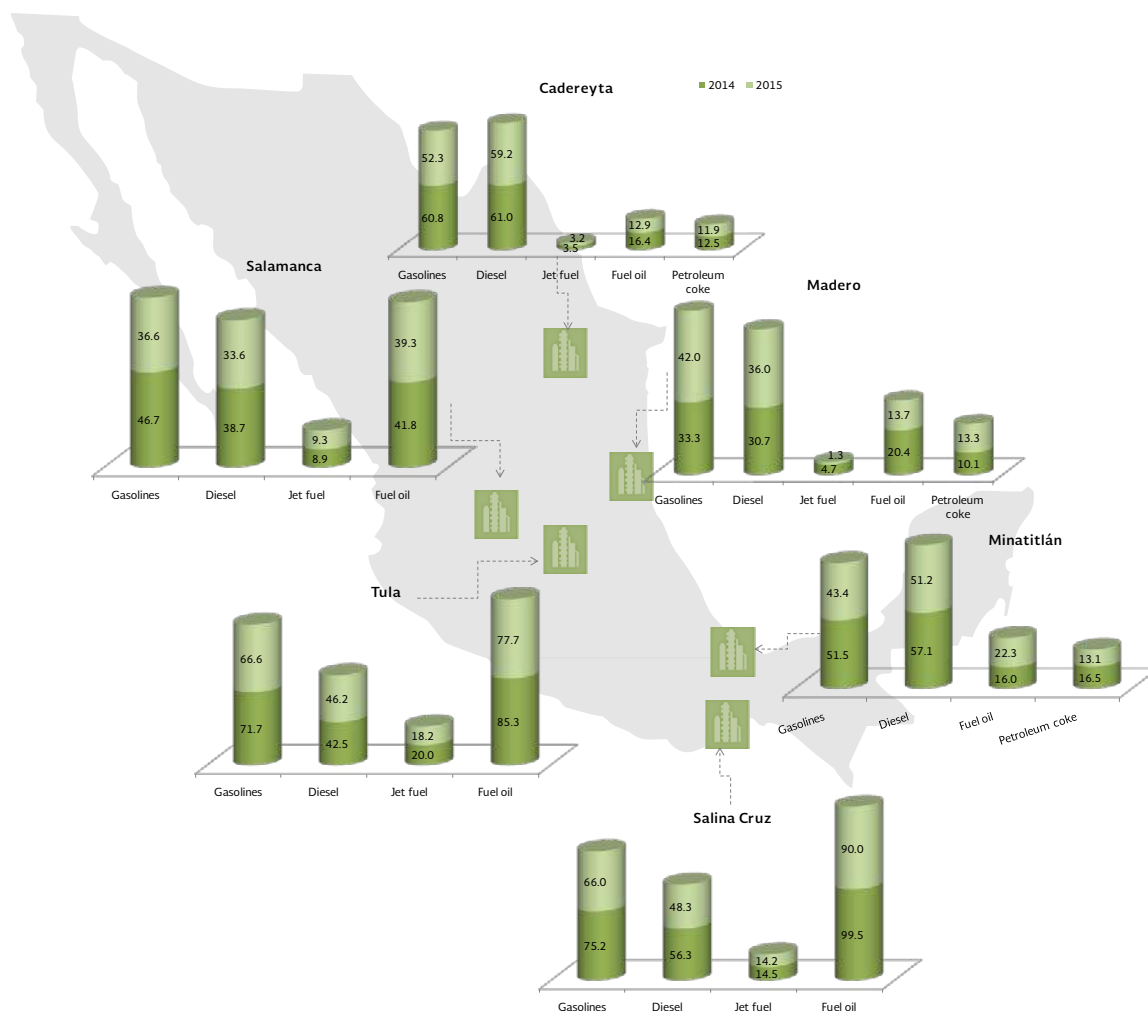 Cadereyta
2014 2015
52.3 59.2 3.2 12.9 11.9
60.8 61.0 3.5 16.4 12.5
Gasolines Diesel Jet fuel Fuel oil Petroleum
coke
Salamanca
36.6 33.6 9.3 39.3
46.7 38.7 8.9 41.8
Gasolines Diesel Jet fuel Fuel oil
Madero
42.0 36.0 1.3 13.7 13.3
33.3 30.7 4.7 20.4 10.1
Gasolines Diesel Jet fuel Fuel oil Petroleum
coke
Minatitlán
43.4 51.2 22.3 13.1
51.5 57.1 16.0 16.5
Gasolines Diesel Fuel oil Petroleum coke
Tula
66.6 46.2 18.2 77.7
71.7 42.5 20.0 85.3
Gasolines Diesel Jet fuel Fuel oil
Salina Cruz
66.0 48.3 14.2 90.0
75.2 56.3 14.5 99.5
Gasolines Diesel Jet fuel Fuel oil